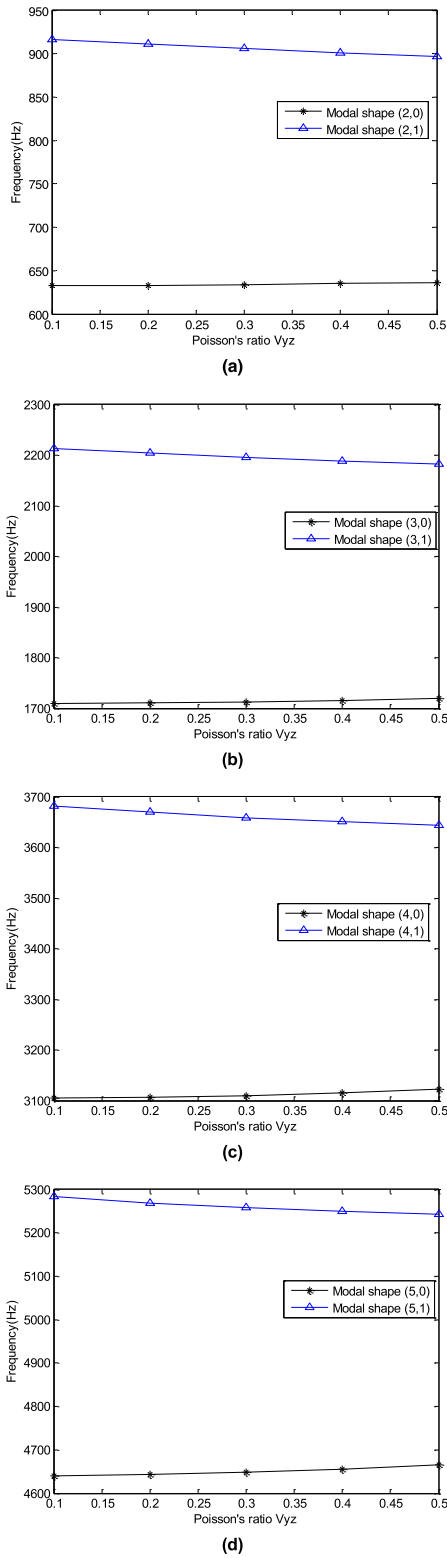 950
900
850
800
750
700
650
600
Frequency(Hz)
Modal shape (2,0)
Modal shape (2,1)
0.1 0.15 0.2 0.25 0.3 0.35 0.4 0.45 0.5
Poisson's ratio Vyz
(a)
2300
2200
2100
2000
1900
1800
1700
Frequency(Hz)
Modal shape (3,0)
Modal shape (3,1)
0.1 0.15 0.2 0.25 0.3 0.35 0.4 0.45 0.5
Poisson's ratio Vyz
(b)
3700
3600
3500
3400
3300
3200
3100
Frequency(Hz)
Modal shape (4,0)
Modal shape (4,1)
0.1 0.15 0.2 0.25 0.3 0.35 0.4 0.45 0.5
Poisson's ratio Vyz
(c)
5300
5200
5100
5000
4900
4800
4700
4600
Frequency(Hz)
Modal shape (5,0)
Modal shape (5,1)
0.1 0.15 0.2 0.25 0.3 0.35 0.4 0.45 0.5
Poisson's ratio Vyz
(d)